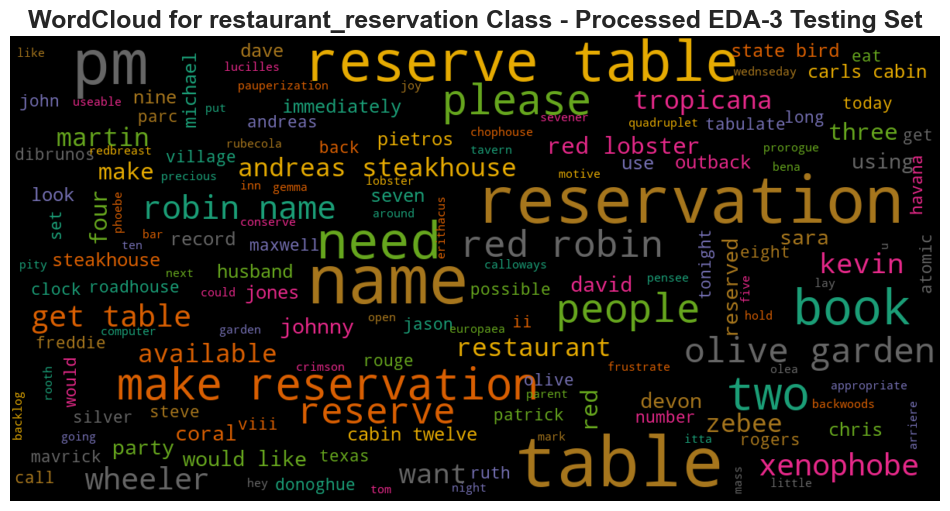 WordCloud for restaurant_reservation Class - Processed EDA-3 Testing Set
like
pm
michael
dave
lucilles
reserve table
state bird
eat
wednseday
carls cabin
john
useable
nine
parc
put
pauperization
immediately
joy
please
sevener
tropicana
today
quadruplet
tabulate
long
three
get
martin
redbreast
rubecola
andreas
back
pietros
chophouse
tavern
red lobster
prorogue
dibrunos
make
village
precious
andreas steakhouse
lobster
motive
use
outback
bena
using
havana
look
inn
gemma
seven
reservation
set
four
phoebe
robin name
conserve
around
need
erithacus
red robin
tonight
reserved
sara
u
atomic
bar
ten
record
maxwell
eight
pity
steakhouse
next
husband
name
calloways
possible
david
pensee
five
kevin
lay
clock
roadhouse
could
jones
people
hold
book
get table
computer
garden
johnny
open
jason
europaea
ii
freddie
available
crimson
rouge
restaurant
frustrate
olea
olive garden
rooth
would
make reservation
olive
parent
red
two
appropriate
backlog
silver
steve
viii
reserve
patrick
devon
number
zebee
backwoods
arriere
going
coral
cabin twelve
mark
itta
rogers
chris
mavrick
party
would like
texas
want
ruth
table
mass
xenophobe
call
wheeler
hey
donoghue
tom
night
little